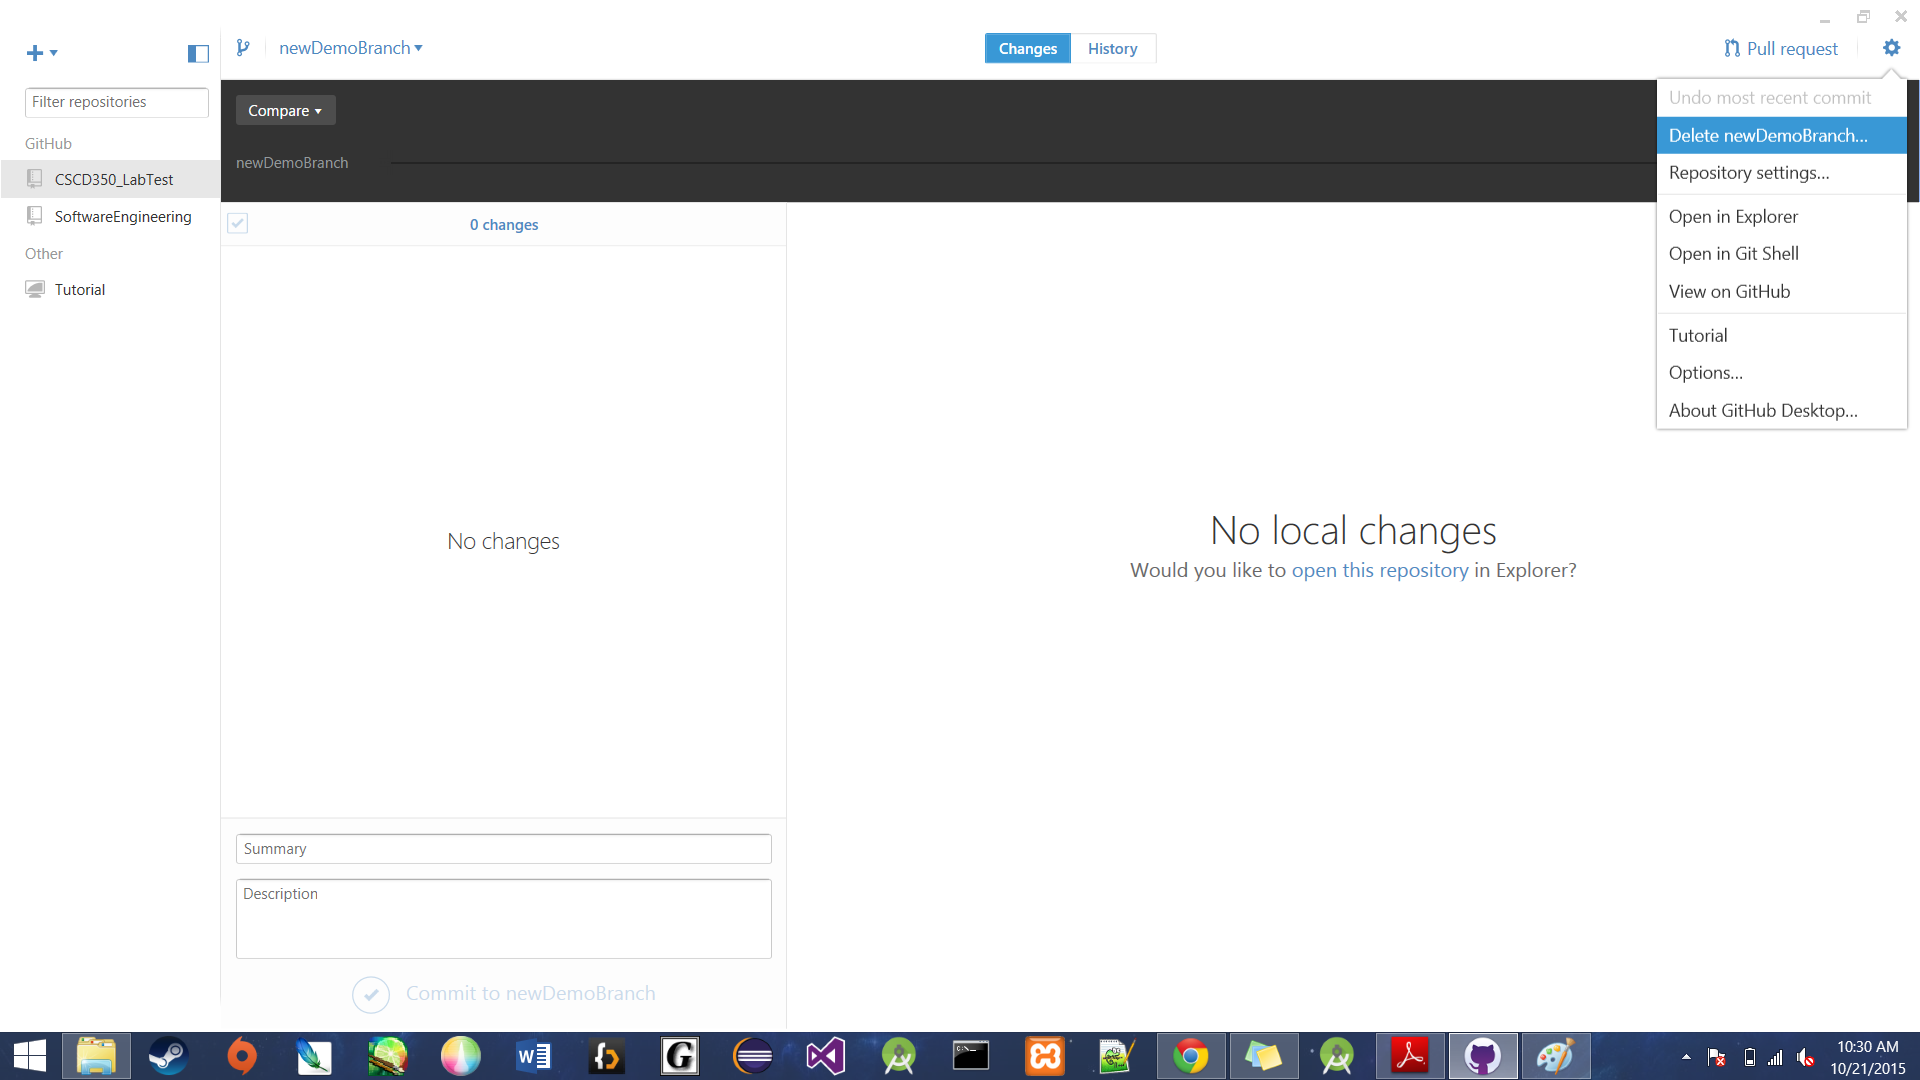 newDemoBranch
Changes
History
Pull request
Filter repositories
GitHub
CSCD350_LabTest
SoftwareEngineering
Other
Tutorial
Compare
newDemoBranch
0 changes
No changes
Summary
Description
Commit to newDemoBranch
No local changes
Would you like to open this repository in Explorer?
Undo most recent commit
Delete newDemoBranch...
Repository settings...
Open in Explorer
Open in Git Shell
View on GitHub
Tutorial
Options...
About GitHub Desktop...
10:30 AM
10/21/2015